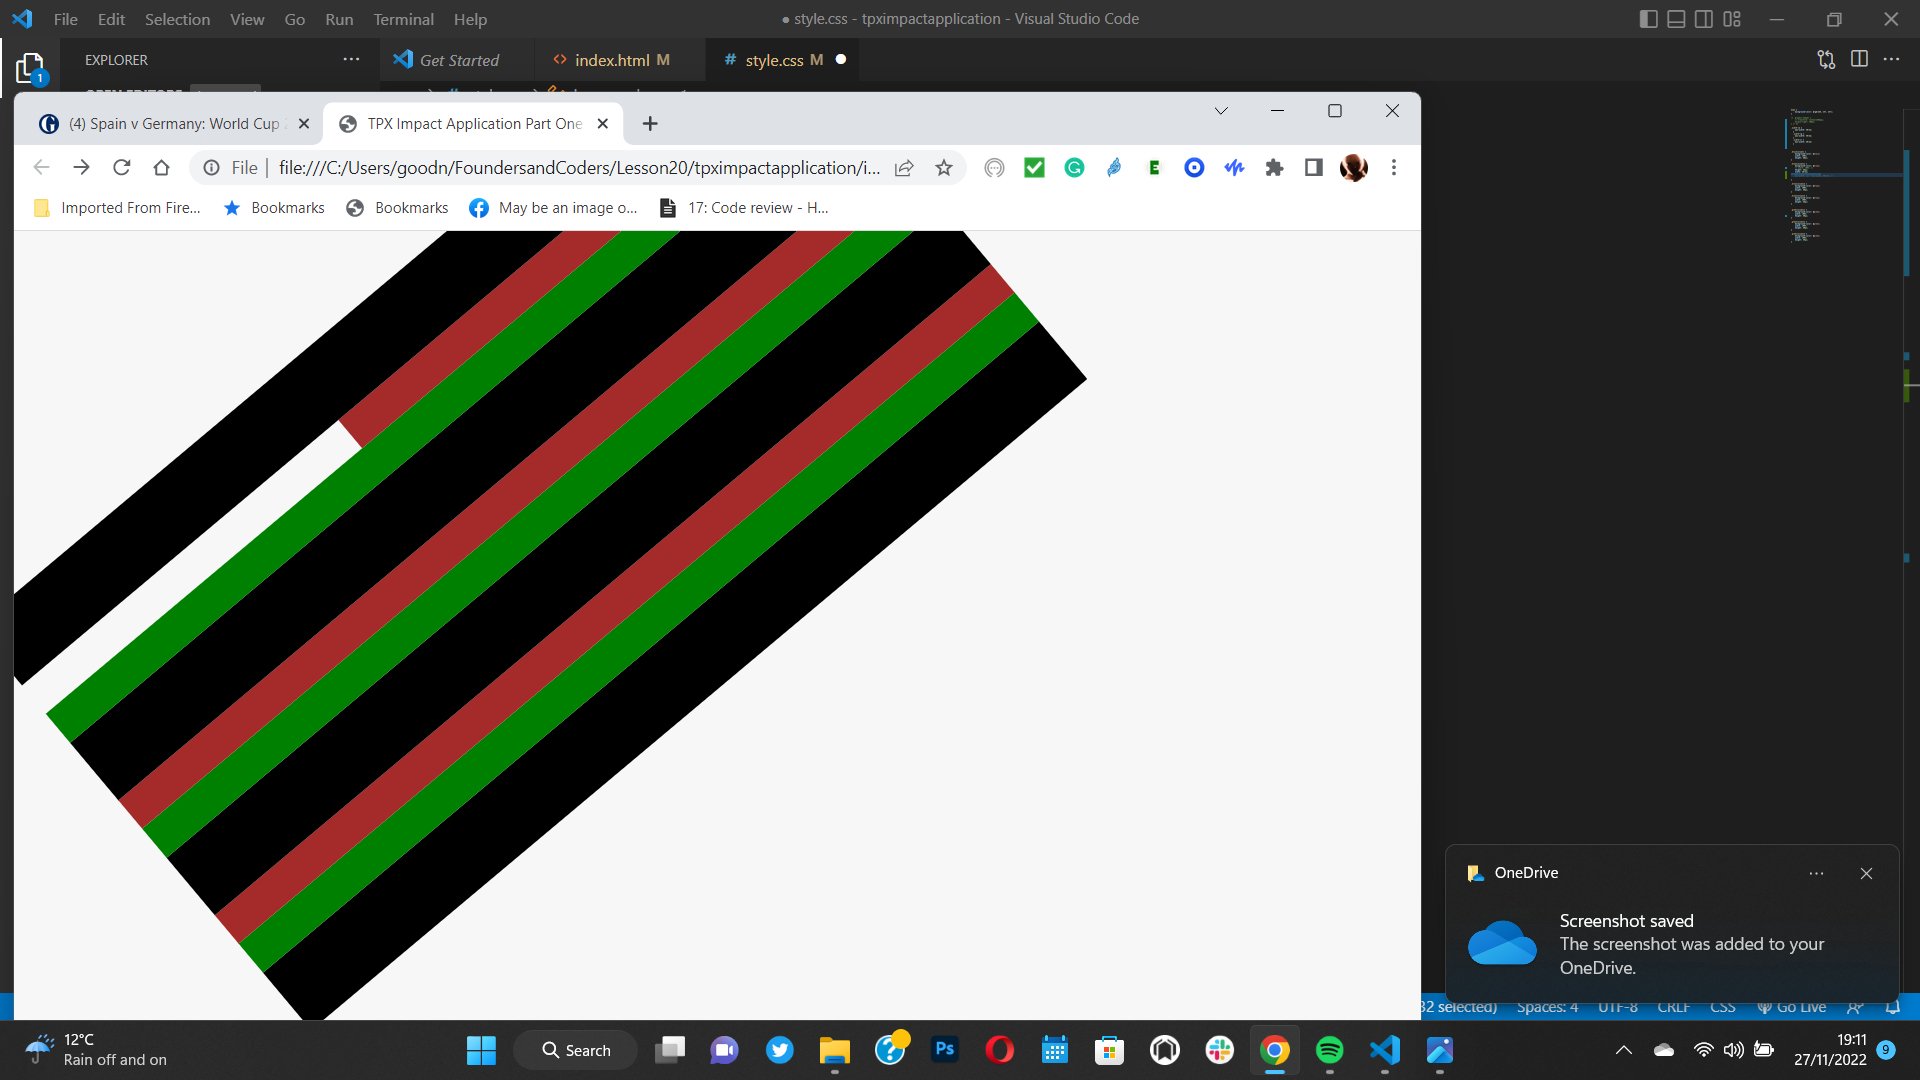 File Edit Selection View Go Run Terminal Help
● style.css - tpximpactapplication - Visual Studio Code
EXPLORER
Get Started
index.html M
# style.css M
1
(4) Spain v Germany: World Cup
TPX Impact Application Part One
File
file:///C:/Users/goodn/FoundersandCoders/Lesson20/tpximpactapplication/i...
Imported From Fire...
Bookmarks
Bookmarks
May be an image o...
17: Code review - H...
OneDrive
Screenshot saved
The screenshot was added to your
OneDrive.
32 selected) Spaces: 4 UTF-8 CRLF CSS Go Live
12°C
Rain off and on
Search
Ps
19:11
27/11/2022
9